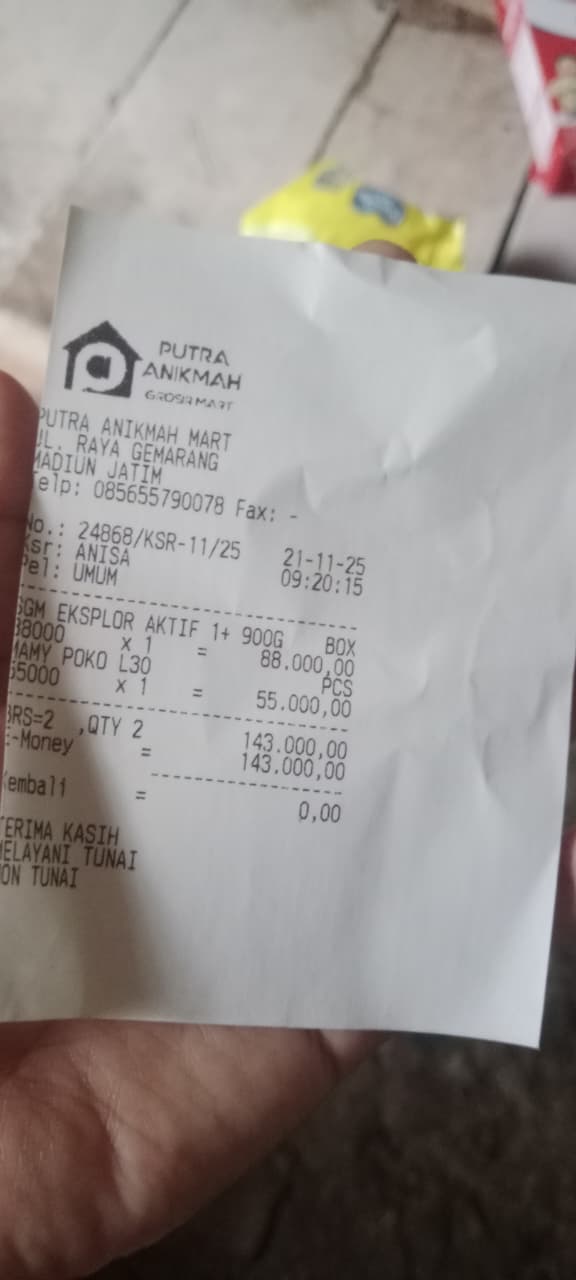 PUTRA
ANIKMAH
GROSIR MART
PUTRA ANIKMAH MART
JL. RAYA GEMARANG
MADIUN JATIM
Telp: 085655790078 Fax: -
No.: 24868/KSR-11/25 21-11-25
Ksr: ANISA 09:20:15
Pel: UMUM
SGM EKSPLOR AKTIF 1+ 900G BOX
88000 x 1 = 88.000,00
MAMY POKO L30 PCS
55000 x 1 = 55.000,00
BRS=2 ,QTY 2 143.000,00
E-Money = 143.000,00
Kembali = 0,00
TERIMA KASIH
MELAYANI TUNAI
NON TUNAI